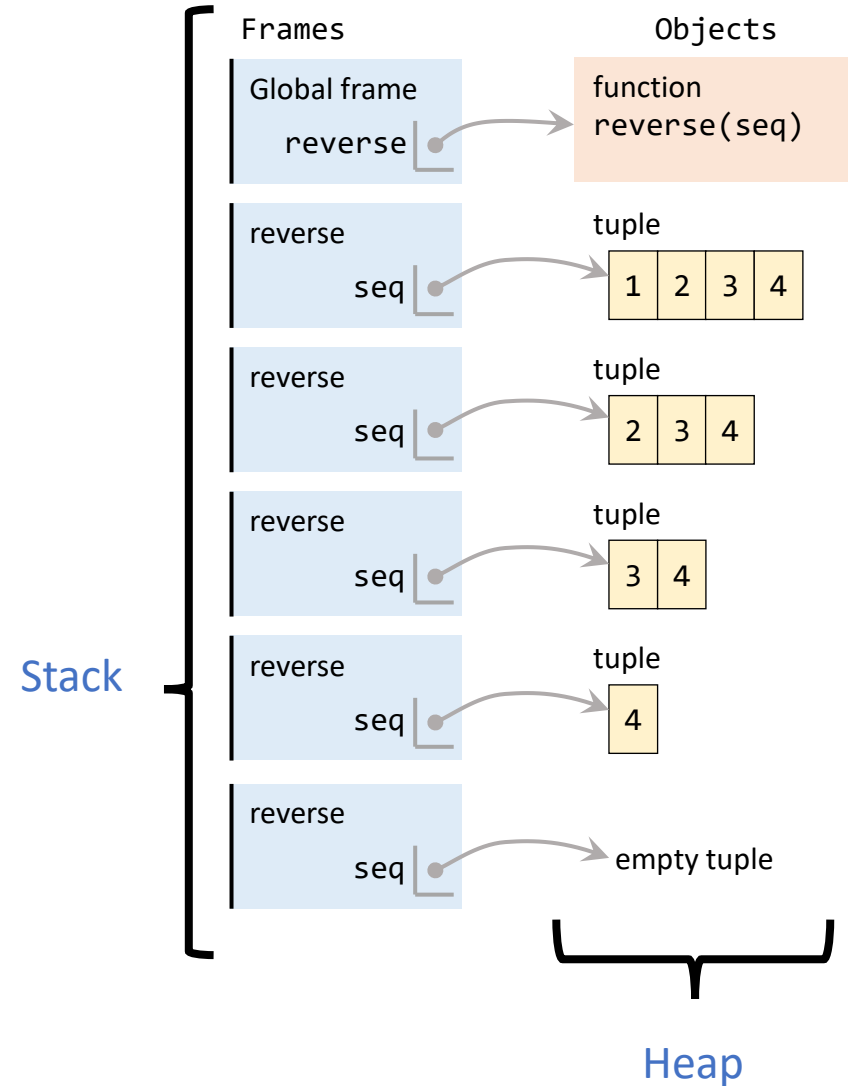 Frames
Objects
Global frame
reverse
function
reverse(seq)
reverse
seq
tuple
1 2 3 4
reverse
seq
tuple
2 3 4
reverse
seq
tuple
3 4
Stack
reverse
seq
tuple
4
reverse
seq
empty tuple
Heap